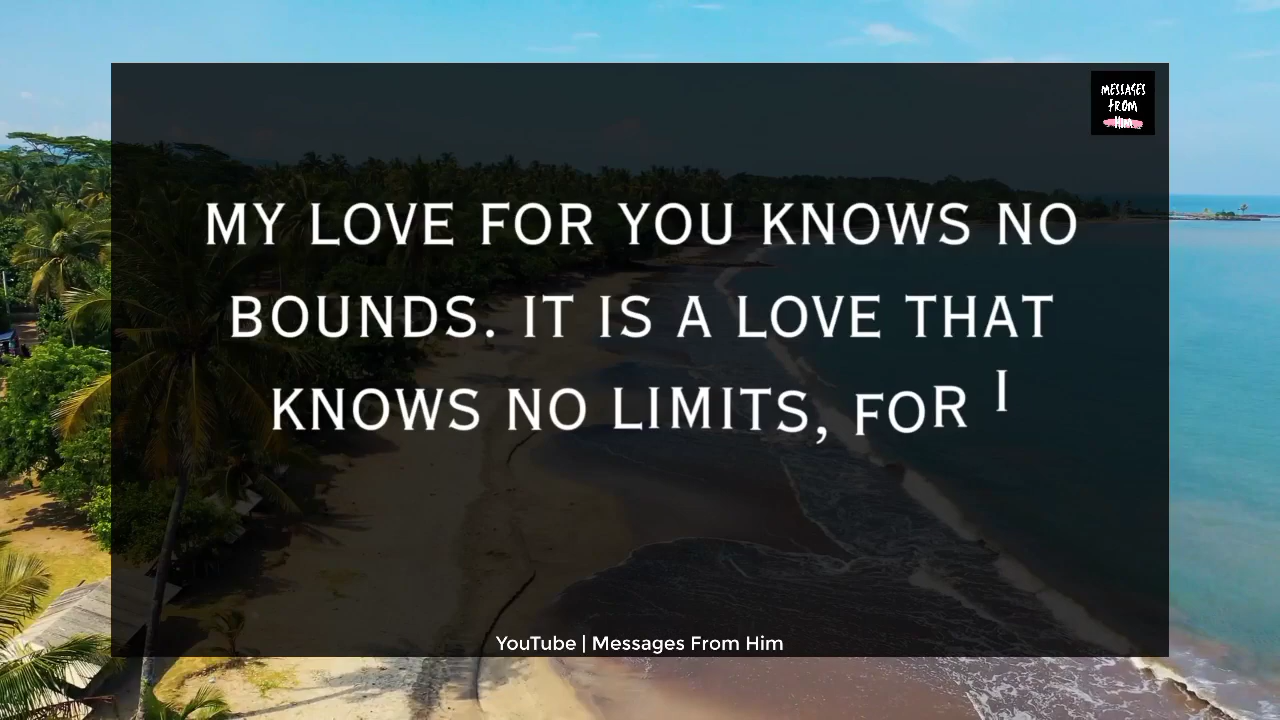 MESSAGES
FROM
Him
MY LOVE FOR YOU KNOWS NO
BOUNDS. IT IS A LOVE THAT
KNOWS NO LIMITS, FOR I
YouTube | Messages From Him